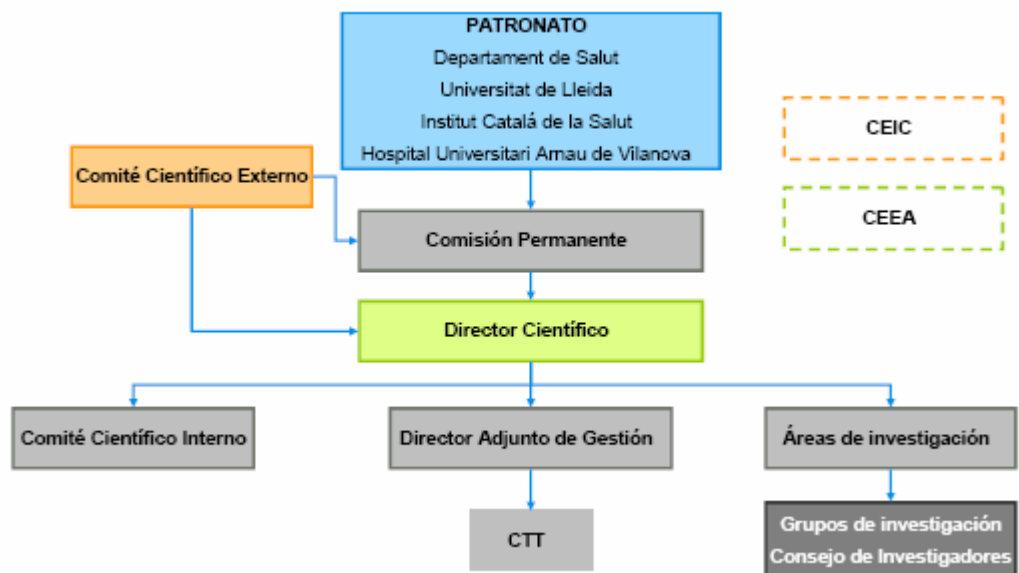 PATRONATO
Departament de Salut
Universitat de Lleida
Institut Catalá de la Salut
Hospital Universitari Arnau de Vilanova
CEIC
Comité Científico Externo
CEEA
Comisión Permanente
Director Científico
Comité Científico Interno
Director Adjunto de Gestión
Áreas de investigación
CTT
Grupos de investigación
Consejo de Investigadores